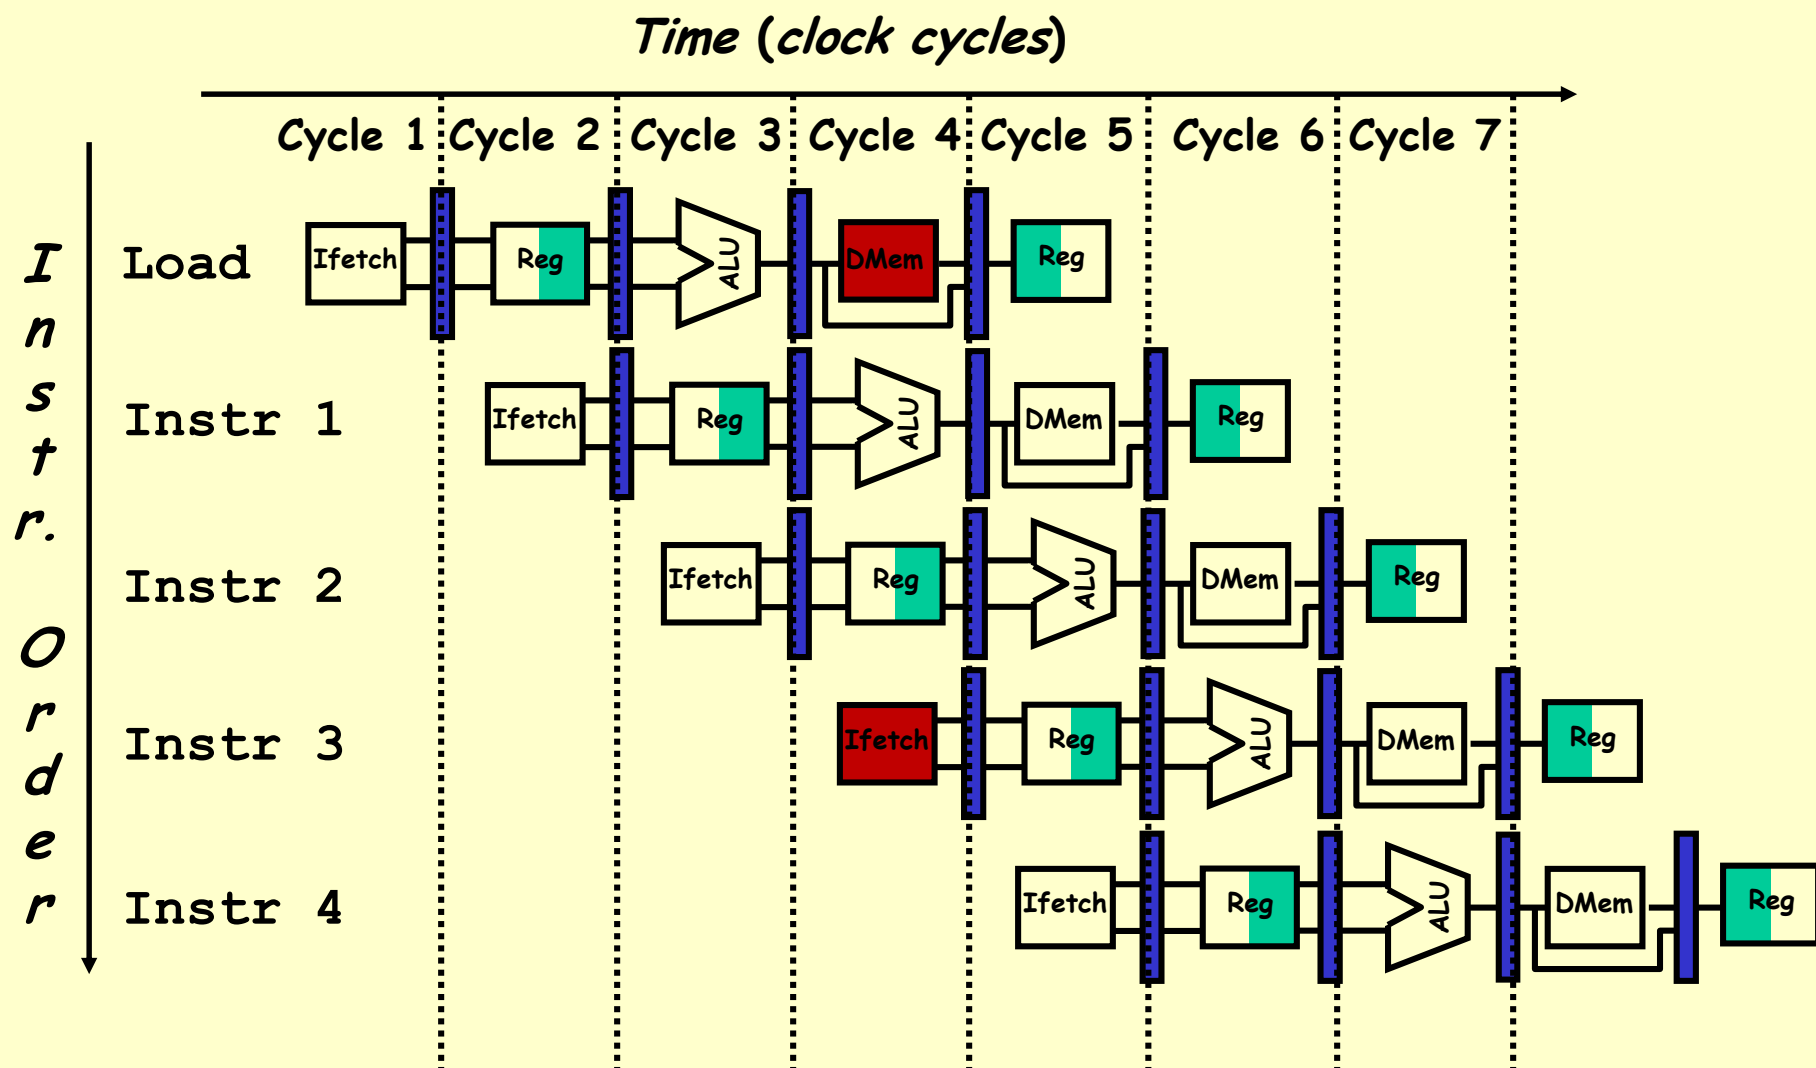 Time (clock cycles)
Cycle 1 Cycle 2 Cycle 3 Cycle 4 Cycle 5 Cycle 6 Cycle 7
Instr. Order
Load Ifetch Reg ALU DMem Reg
Instr 1 Ifetch Reg ALU DMem Reg
Instr 2 Ifetch Reg ALU DMem Reg
Instr 3 Ifetch Reg ALU DMem Reg
Instr 4 Ifetch Reg ALU DMem Reg